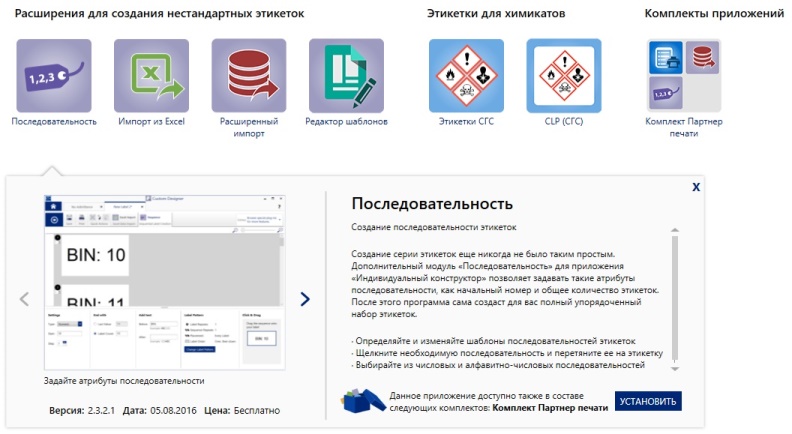 Расширения для создания нестандартных этикеток
Этикетки для химикатов
Комплекты приложений
1,2,3 €
Последовательность
Импорт из Excel
Расширенный
импорт
Редактор шаблонов
Этикетки СГС
CLP (СГС)
Комплект Партнер
печати
X
Custom Designer
BIN: 10
BIN: 11
BIN: 10
Задайте атрибуты последовательности
Версия: 2.3.2.1 Дата: 05.08.2016 Цена: Бесплатно
Последовательность
Создание последовательности этикеток
Создание серии этикеток еще никогда не было таким простым.
Дополнительный модуль «Последовательность» для приложения
«Индивидуальный конструктор» позволяет задавать такие атрибуты
последовательности, как начальный номер и общее количество этикеток.
После этого программа сама создаст для вас полный упорядоченный
набор этикеток.
· Определяйте и изменяйте шаблоны последовательностей этикеток
· Щелкните необходимую последовательность и перетяните ее на этикетку
· Выбирайте из числовых и алфавитно-числовых последовательностей
Данное приложение доступно также в составе
следующих комплектов: Комплект Партнер печати
УСТАНОВИТЬ